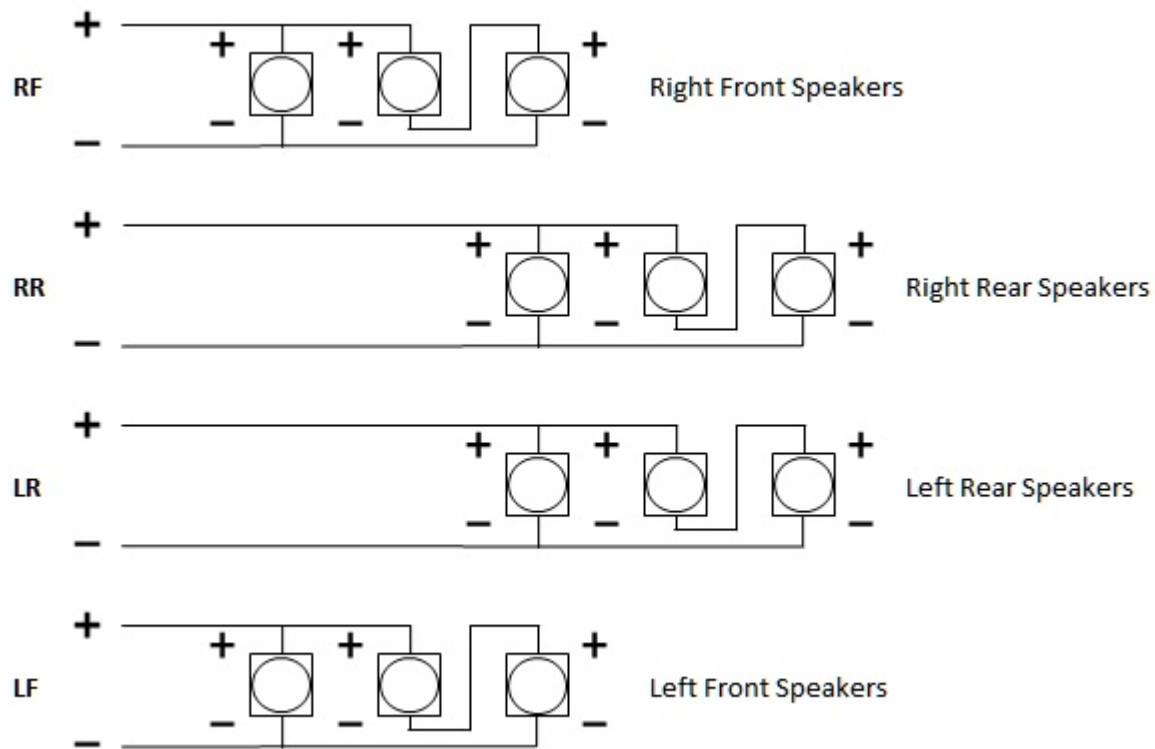 +
+ + +
RF Right Front Speakers
− − −
−
+
+ + +
RR Right Rear Speakers
− − −
−
+
+ + +
LR Left Rear Speakers
− − −
−
+
+ + +
LF Left Front Speakers
− − −
−